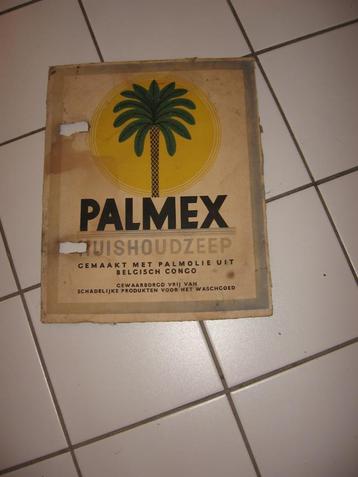 PALMEX
HUISHOUDZEEP
GEMAAKT MET PALMOLIE UIT
BELGISCH CONGO
GEWAARBORGD VRIJ VAN
SCHADELIJKE PRODUKTEN VOOR HET WASCHGOED